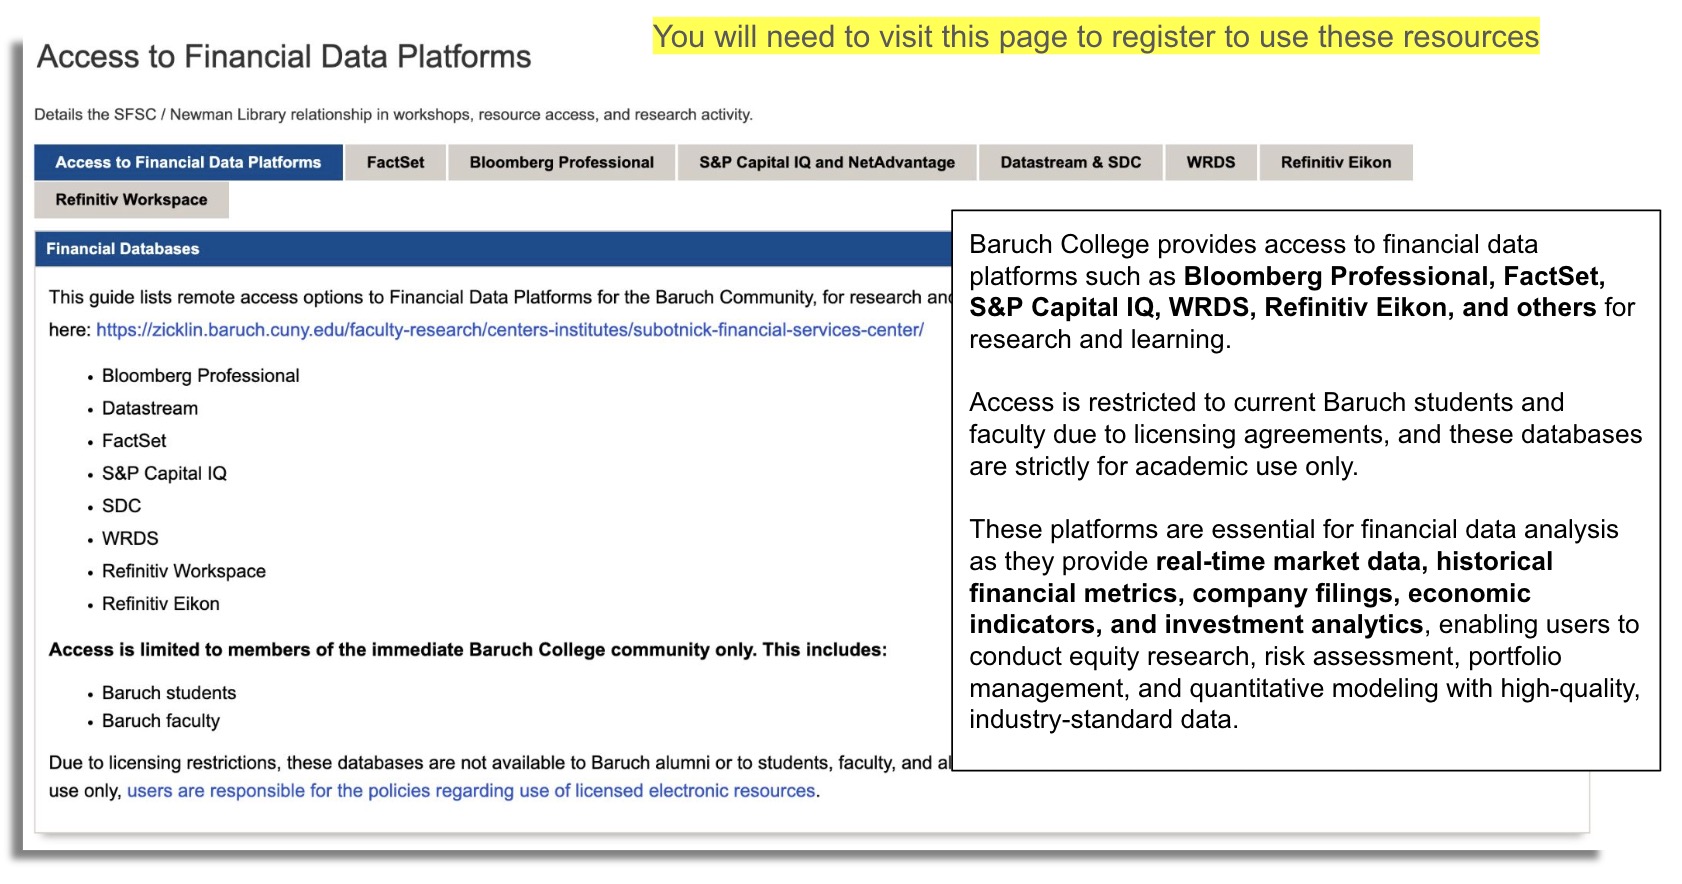 You will need to visit this page to register to use these resources
Access to Financial Data Platforms
Details the SFSC / Newman Library relationship in workshops, resource access, and research activity.
Access to Financial Data Platforms
FactSet
Bloomberg Professional
S&P Capital IQ and NetAdvantage
Datastream & SDC
WRDS
Refinitiv Eikon
Refinitiv Workspace
Financial Databases
This guide lists remote access options to Financial Data Platforms for the Baruch Community, for research
here: https://zicklin.baruch.cuny.edu/faculty-research/centers-institutes/subotnick-financial-services-center/
• Bloomberg Professional
• Datastream
• FactSet
• S&P Capital IQ
• SDC
• WRDS
• Refinitiv Workspace
• Refinitiv Eikon
Access is limited to members of the immediate Baruch College community only. This includes:
• Baruch students
• Baruch faculty
Due to licensing restrictions, these databases are not available to Baruch alumni or to students, faculty, and
use only, users are responsible for the policies regarding use of licensed electronic resources.
Baruch College provides access to financial data
platforms such as Bloomberg Professional, FactSet,
S&P Capital IQ, WRDS, Refinitiv Eikon, and others for
research and learning.
Access is restricted to current Baruch students and
faculty due to licensing agreements, and these databases
are strictly for academic use only.
These platforms are essential for financial data analysis
as they provide real-time market data, historical
financial metrics, company filings, economic
indicators, and investment analytics, enabling users to
conduct equity research, risk assessment, portfolio
management, and quantitative modeling with high-quality,
industry-standard data.